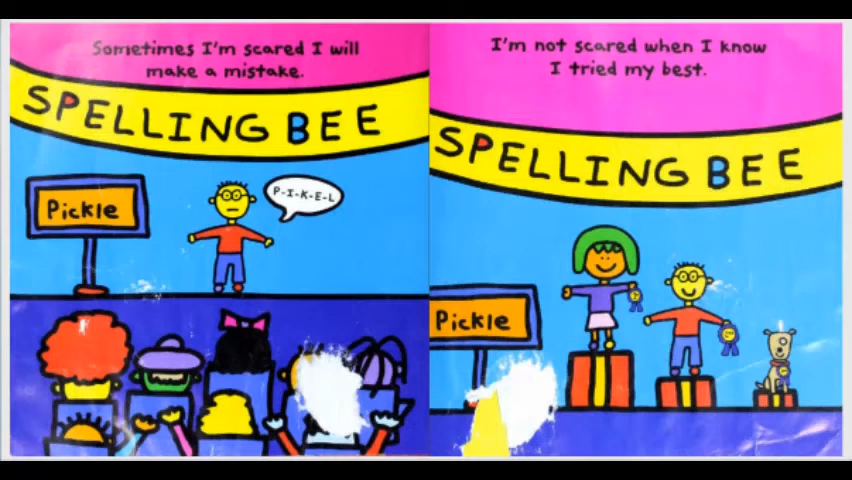 Sometimes I'm scared I will
make a mistake.
SPELLING BEE
Pickle
P-I-K-E-L
I'm not scared when I know
I tried my best.
SPELLING BEE
Pickle